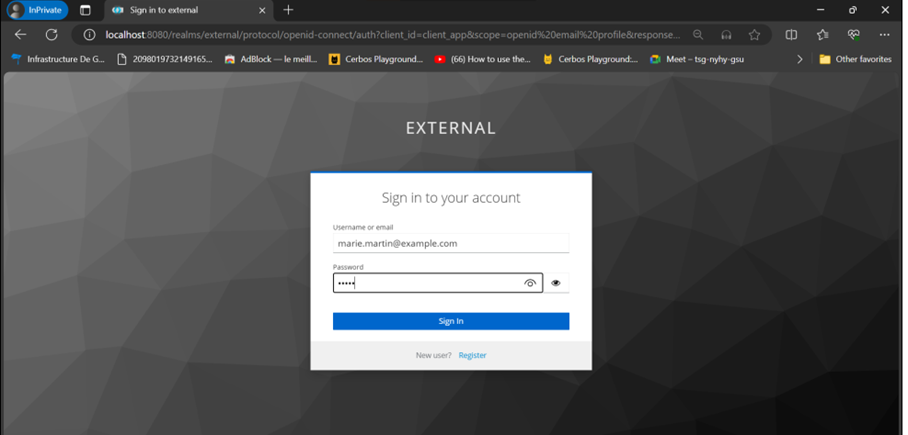 InPrivate
Sign in to external
localhost:8080/realms/external/protocol/openid-connect/auth?client_id=client_app&scope=openid%20email%20profile&response...
Infrastructure De G... 2098019732149165... AdBlock — le meill... Cerbos Playground... (66) How to use the... Cerbos Playground:... Meet – tsg-nyhy-gsu Other favorites
EXTERNAL
Sign in to your account
Username or email
marie.martin@example.com
Password
•••••
Sign In
New user? Register